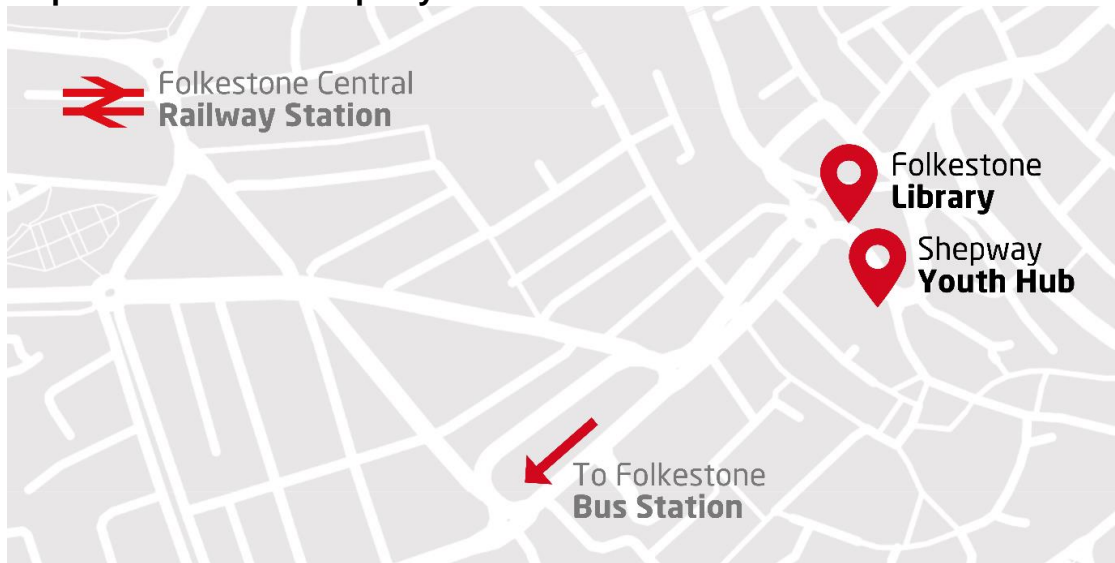 Folkestone Central
Railway Station
Folkestone
Library
Shepway
Youth Hub
To Folkestone
Bus Station